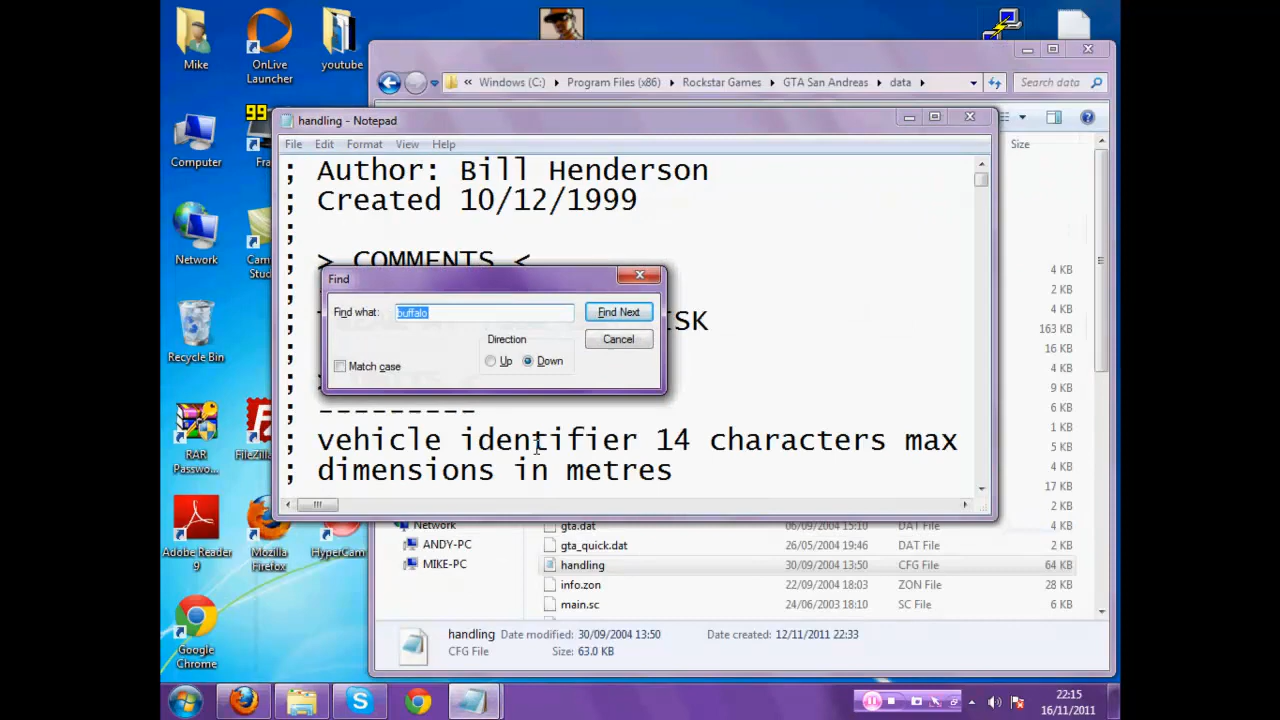 Mike
OnLive
Launcher
youtube
« Windows (C:) Program Files (x86) Rockstar Games GTA San Andreas data
Search data
handling - Notepad
File Edit Format View Help
Size
99
Computer
Fra
; Author: Bill Henderson
; Created 10/12/1999
;
; > COMMENTS <
;
;
;
;
; ---------
; vehicle identifier 14 characters max
; dimensions in metres
Find
Find what: buffalo
Find Next
Cancel
Direction
Up Down
Match case
ISK
Network
Cam
Stud
Recycle Bin
RAR
Passwo...
FileZill
Adobe Reader
9
Mozilla
Firefox
HyperCam
Google
Chrome
4 KB
2 KB
4 KB
163 KB
16 KB
4 KB
9 KB
6 KB
1 KB
5 KB
4 KB
17 KB
Network
ANDY-PC
MIKE-PC
gta.dat 06/09/2004 15:10 DAT File 4 KB
gta_quick.dat 26/05/2004 19:46 DAT File 2 KB
handling 30/09/2004 13:50 CFG File 64 KB
info.zon 22/09/2004 18:03 ZON File 28 KB
main.sc 24/06/2003 18:10 SC File 6 KB
handling Date modified: 30/09/2004 13:50 Date created: 12/11/2011 22:33
CFG File Size: 63.0 KB
22:15
16/11/2011